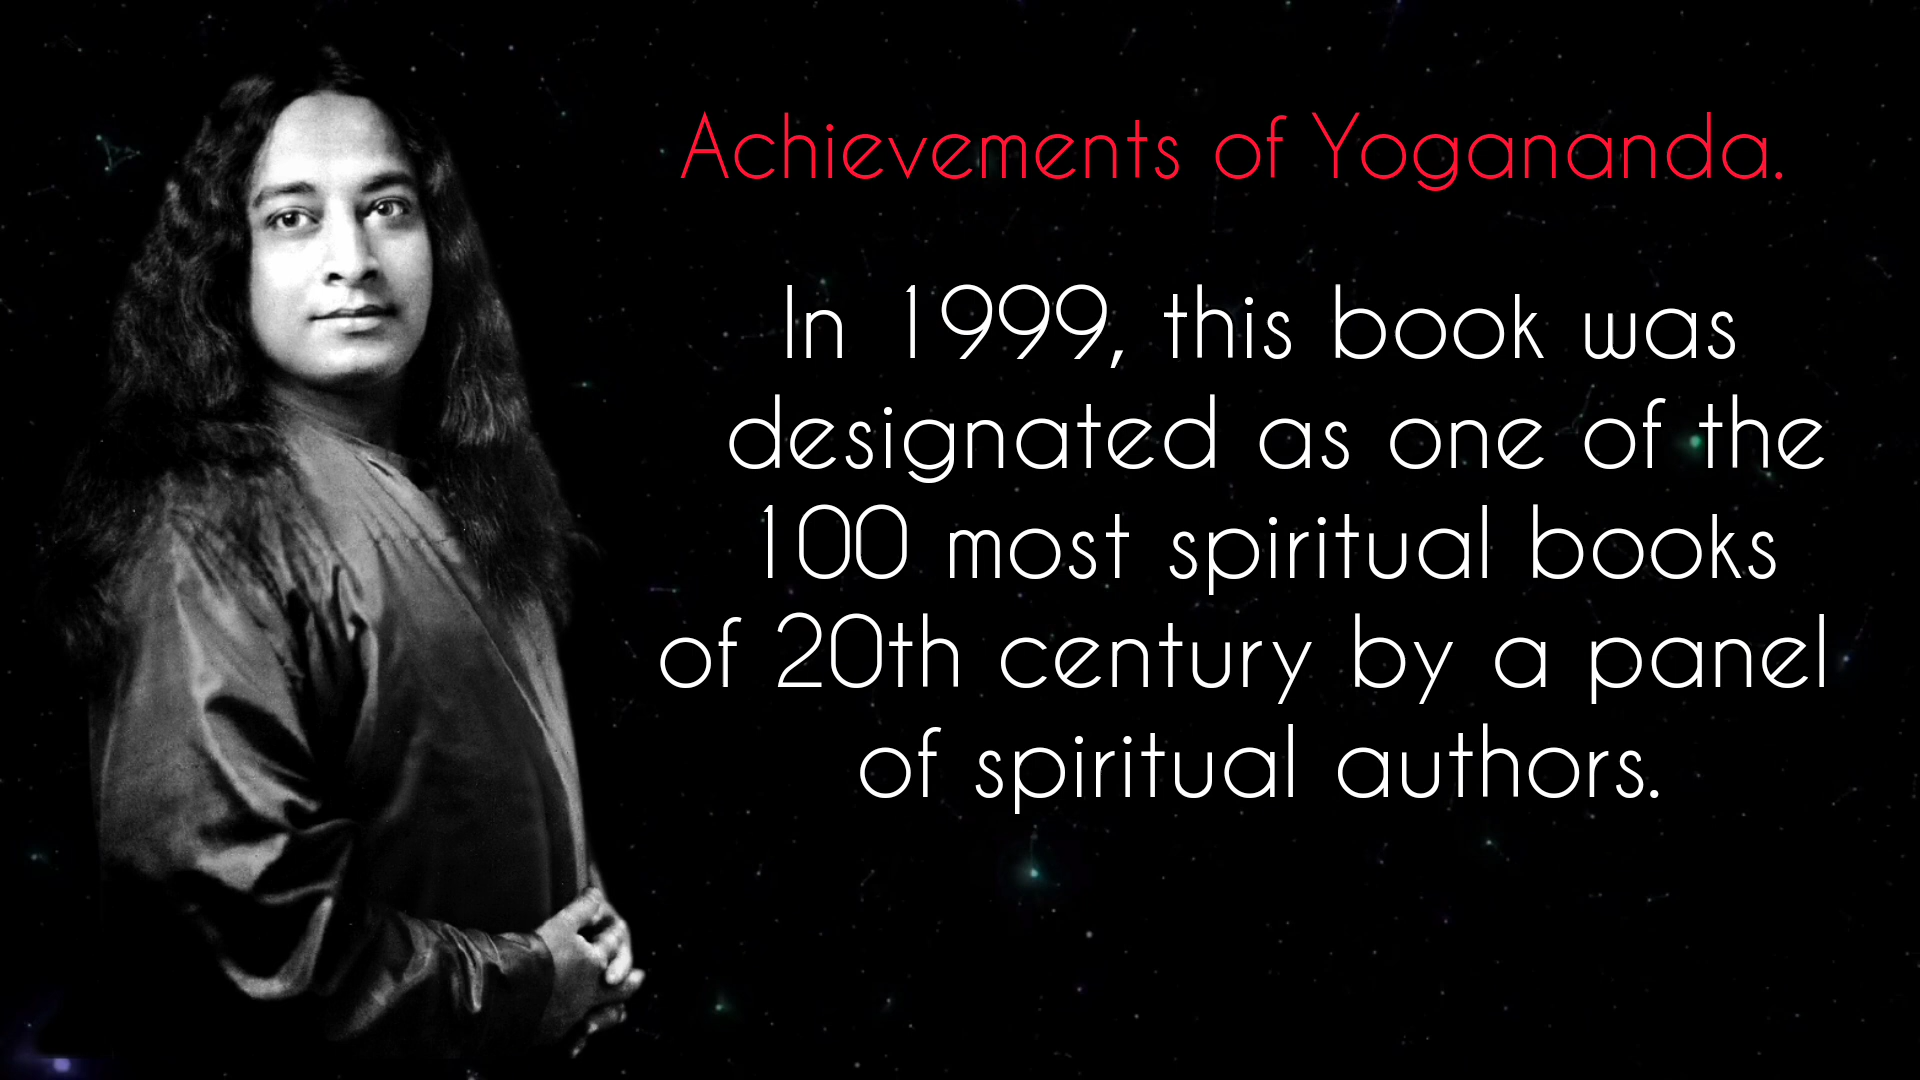 Achievements of Yogananda.
In 1999, this book was
designated as one of the
100 most spiritual books
of 20th century by a panel
of spiritual authors.